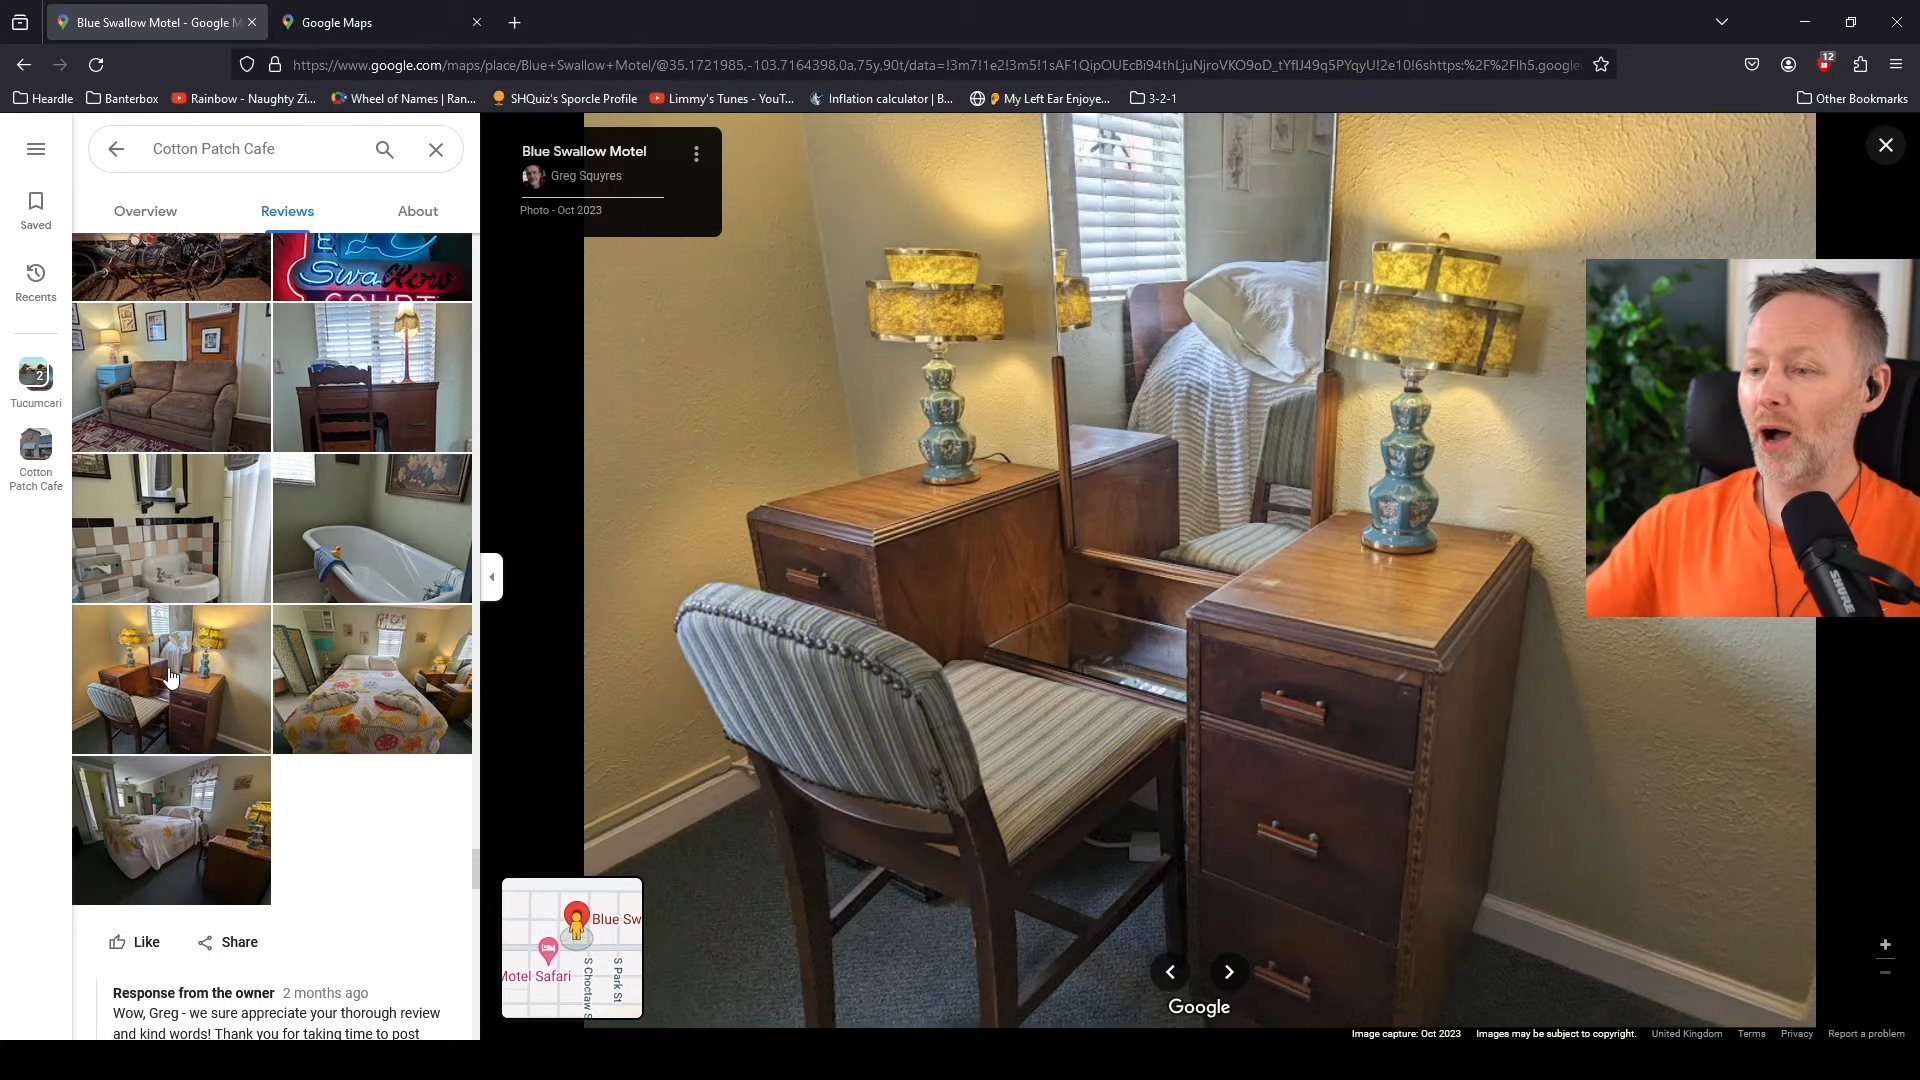 Blue Swallow Motel - Google M
Google Maps
https://www.google.com/maps/place/Blue+Swallow+Motel/@35.1721985,-103.7164398,0a,75y,90t/data=!3m7!1e2!3m5!1sAF1QipOUEcBi94thLjuNjroVKO9oD_tYflJ49q5PYqyU!2e10!6shttps:%2F%2Flh5.google
12
Heardle
Banterbox
Rainbow - Naughty Zi...
Wheel of Names | Ran...
SHQuiz's Sporcle Profile
Limmy's Tunes - YouT...
Inflation calculator | B...
My Left Ear Enjoye...
3-2-1
Other Bookmarks
Cotton Patch Cafe
Saved
Recents
2
Tucumcari
Cotton
Patch Cafe
Overview
Reviews
About
Swallow
COURT
Blue Swallow Motel
Greg Squyres
Photo - Oct 2023
SHURE
Like
Share
Response from the owner 2 months ago
Wow, Greg - we sure appreciate your thorough review
and kind words! Thank you for taking time to post
Blue Sw
Motel Safari
S Choctaw S
S Park St
Google
Image capture: Oct 2023
Images may be subject to copyright.
United Kingdom
Terms
Privacy
Report a problem